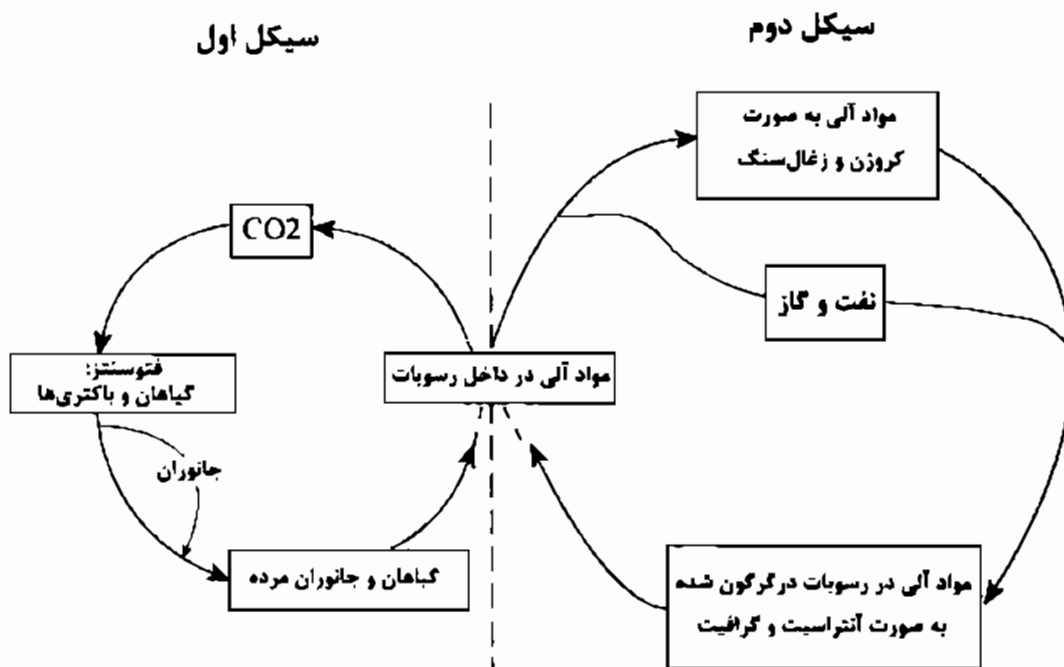 سیکل دوم
سیکل اول
مواد آلی به صورت
کروژن و زغال‌سنگ
CO2
نفت و گاز
مواد آلی در داخل رسوبات
فتوسنتز:
گیاهان و باکتری‌ها
جانوران
گیاهان و جانوران مرده
مواد آلی در رسوبات درگرگون شده
به صورت آنتراسیت و گرافیت